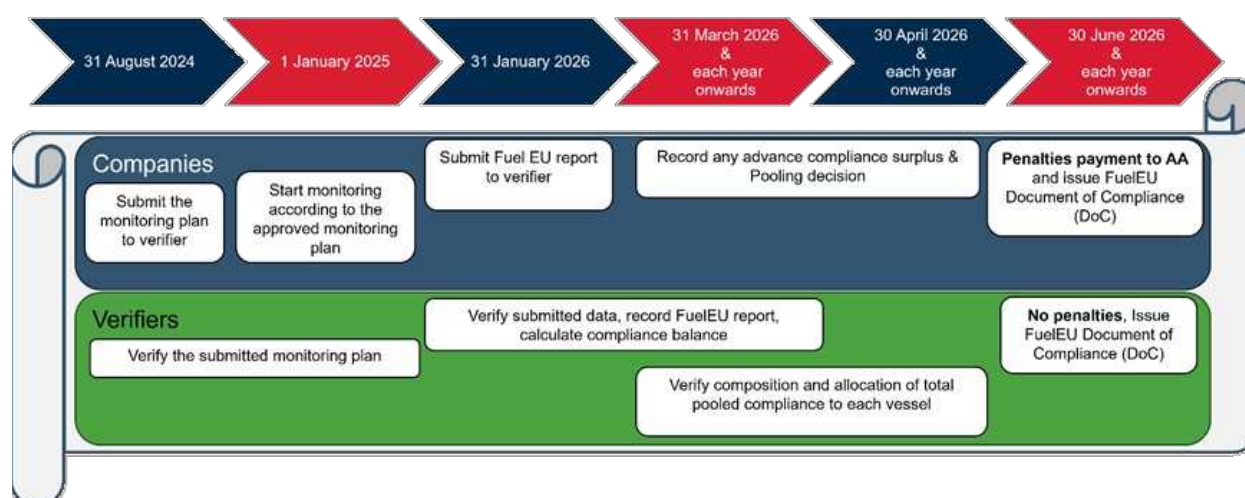 31 August 2024
1 January 2025
31 January 2026
31 March 2026
&
each year
onwards
30 April 2026
&
each year
onwards
30 June 2026
&
each year
onwards
Companies
Submit the
monitoring plan
to verifier
Start monitoring
according to the
approved monitoring
plan
Submit Fuel EU report
to verifier
Record any advance compliance surplus &
Pooling decision
Penalties payment to AA
and issue FuelEU
Document of Compliance
(DoC)
Verifiers
Verify the submitted monitoring plan
Verify submitted data, record FuelEU report,
calculate compliance balance
Verify composition and allocation of total
pooled compliance to each vessel
No penalties, Issue
FuelEU Document of
Compliance (DoC)